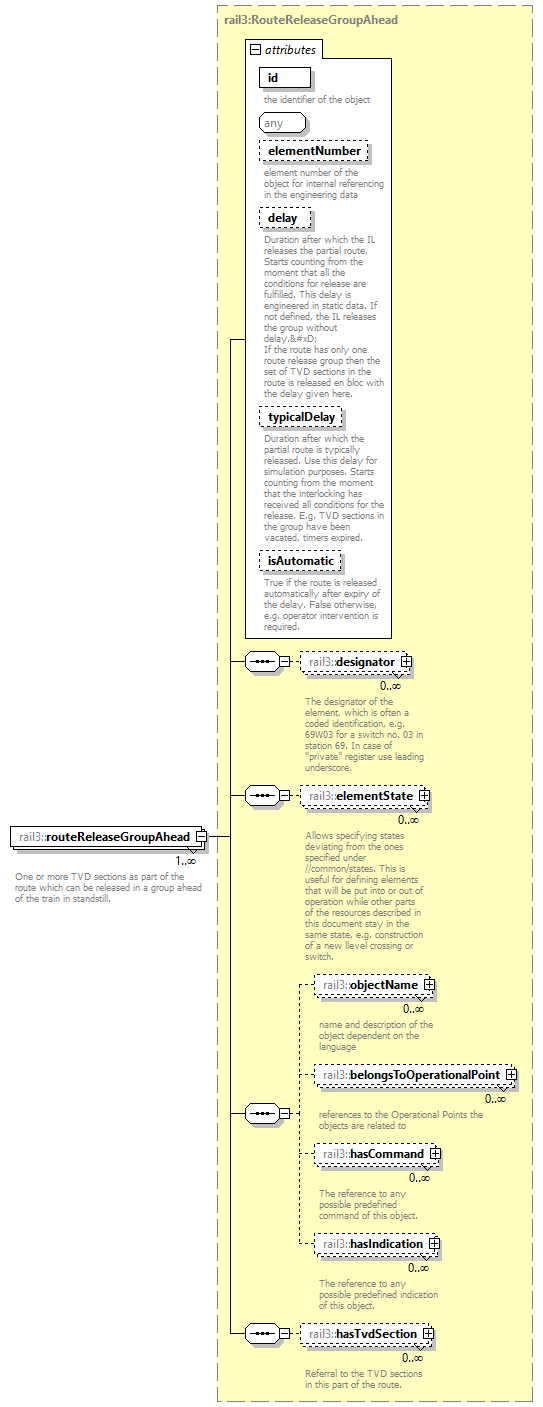 rail3:RouteReleaseGroupAhead
attributes
id
the identifier of the object
any
elementNumber
element number of the
object for internal referencing
in the engineering data
delay
Duration after which the IL
releases the partial route.
Starts counting from the
moment that all the
conditions for release are
fulfilled. This delay is
engineered in static data. If
not defined, the IL releases
the group without
delay.&#xD;
If the route has only one
route release group then the
set of TVD sections in the
route is released en bloc with
the delay given here.
typicalDelay
Duration after which the
partial route is typically
released. Use this delay for
simulation purposes. Starts
counting from the moment
that the interlocking has
received all conditions for the
release. E.g. TVD sections in
the group have been
vacated, timers expired.
isAutomatic
True if the route is released
automatically after expiry of
the delay. False otherwise,
e.g. operator intervention is
required.
rail3:designator
0..∞
The designator of the
element, which is often a
coded identification, e.g.
69W03 for a switch no. 03 in
station 69. In case of
"private" register use leading
underscore.
rail3:elementState
0..∞
Allows specifying states
deviating from the ones
specified under
//common/states. This is
useful for defining elements
that will be put into or out of
operation while other parts
of the resources described in
this document stay in the
same state, e.g. construction
of a new llevel crossing or
switch.
rail3:routeReleaseGroupAhead
1..∞
One or more TVD sections as part of the
route which can be released in a group ahead
of the train in standstill.
rail3:objectName
0..∞
name and description of the
object dependent on the
language
rail3:belongsToOperationalPoint
0..∞
references to the Operational Points the
objects are related to
rail3:hasCommand
0..∞
The reference to any
possible predefined
command of this object.
rail3:hasIndication
0..∞
The reference to any
possible predefined indication
of this object.
rail3:hasTvdSection
0..∞
Referral to the TVD sections
in this part of the route.